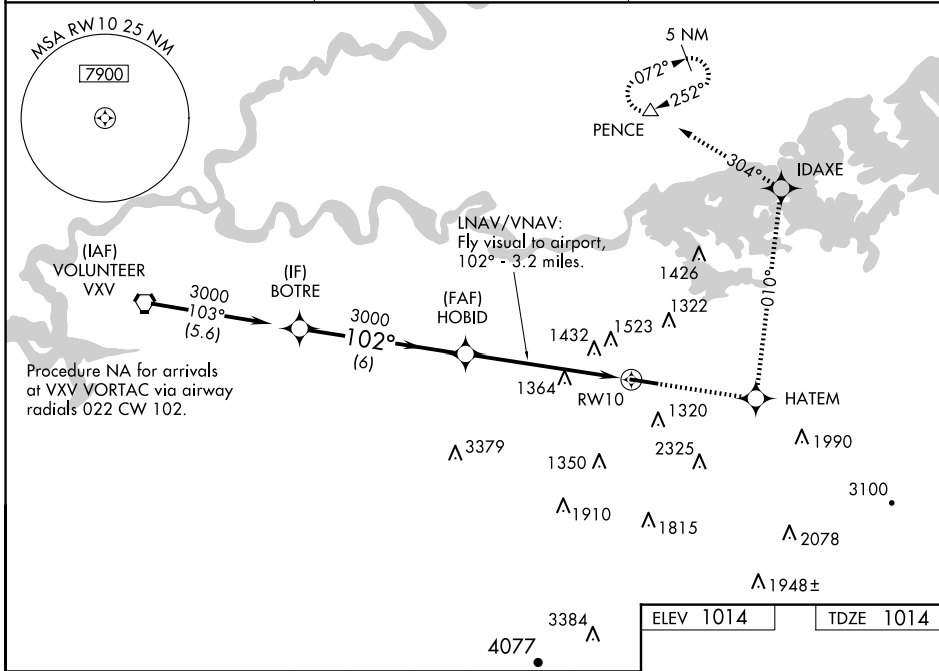 MSA RW10 25 NM
7900
5 NM
072°
252°
PENCE
304°
IDAXE
LNAV/VNAV:
Fly visual to airport,
102° - 3.2 miles.
1426
010°
(IAF)
VOLUNTEER
VXV
(IF)
BOTRE
(FAF)
HOBID
3000
103°
(5.6)
3000
102°
(6)
1322
1523
1432
1364
RW10
HATEM
Procedure NA for arrivals
at VXV VORTAC via airway
radials 022 CW 102.
1320
1990
3379
1350
2325
3100
1910
1815
2078
1948±
3384
4077
ELEV 1014
TDZE 1014